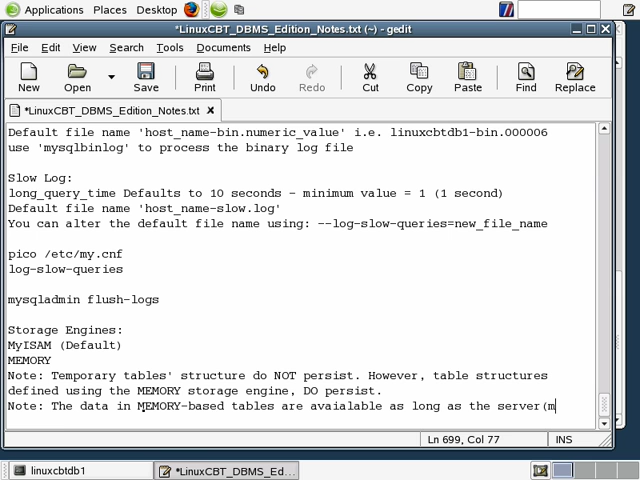 Applications Places Desktop
*LinuxCBT_DBMS_Edition_Notes.txt (~) - gedit
File Edit View Search Tools Documents Help
New Open Save Print Undo Redo Cut Copy Paste Find Replace
*LinuxCBT_DBMS_Edition_Notes.txt x
Default file name 'host_name-bin.numeric_value' i.e. linuxcbtdb1-bin.000006
use 'mysqlbinlog' to process the binary log file
Slow Log:
long_query_time Defaults to 10 seconds - minimum value = 1 (1 second)
Default file name 'host_name-slow.log'
You can alter the default file name using: --log-slow-queries=new_file_name
pico /etc/my.cnf
log-slow-queries
mysqladmin flush-logs
Storage Engines:
MyISAM (Default)
MEMORY
Note: Temporary tables' structure do NOT persist. However, table structures
defined using the MEMORY storage engine, DO persist.
Note: The data in MEMORY-based tables are avaialable as long as the server(m
Ln 699, Col 77 INS
linuxcbtdb1 *LinuxCBT_DBMS_Ed...